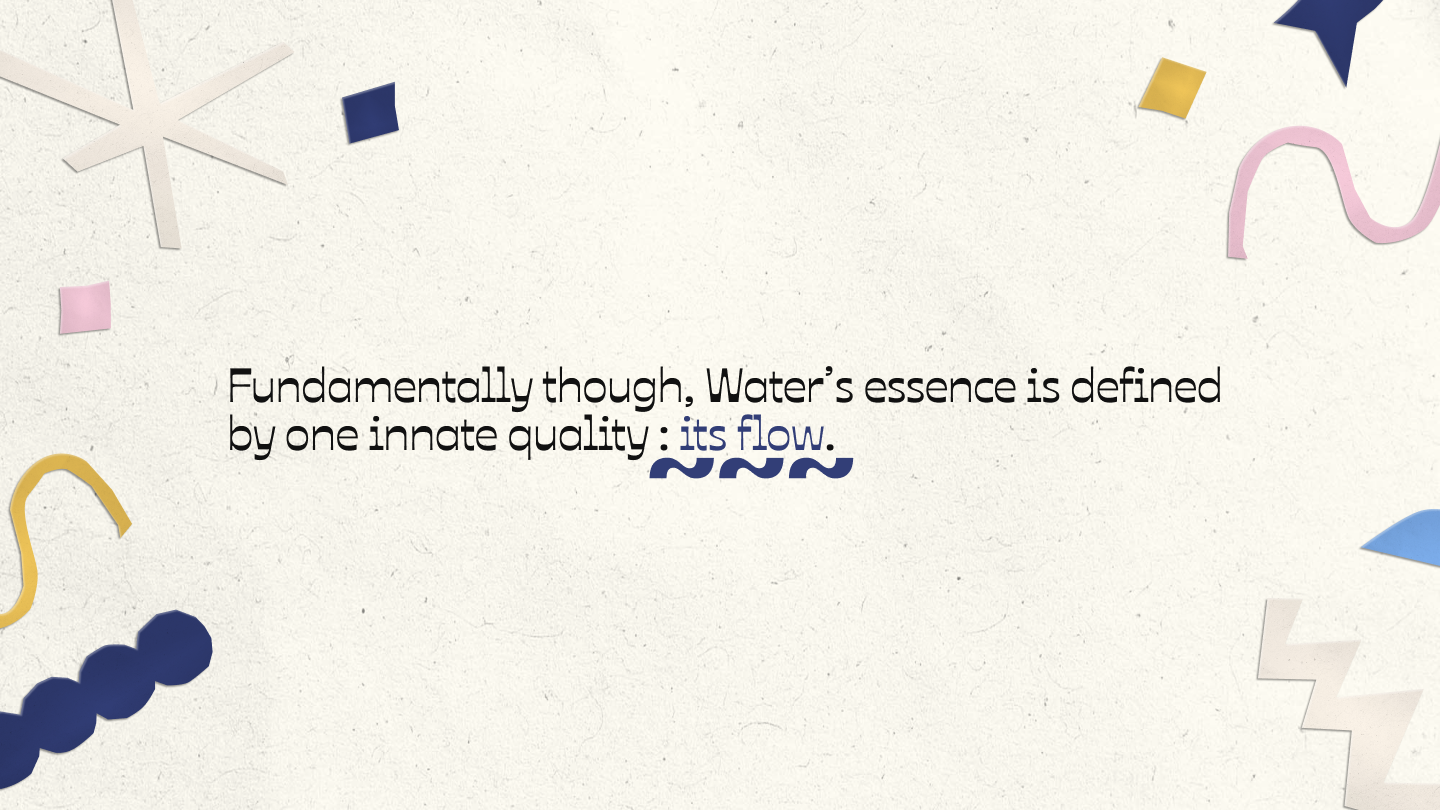 Fundamentally though, Water’s essence is defined
by one innate quality : its flow.